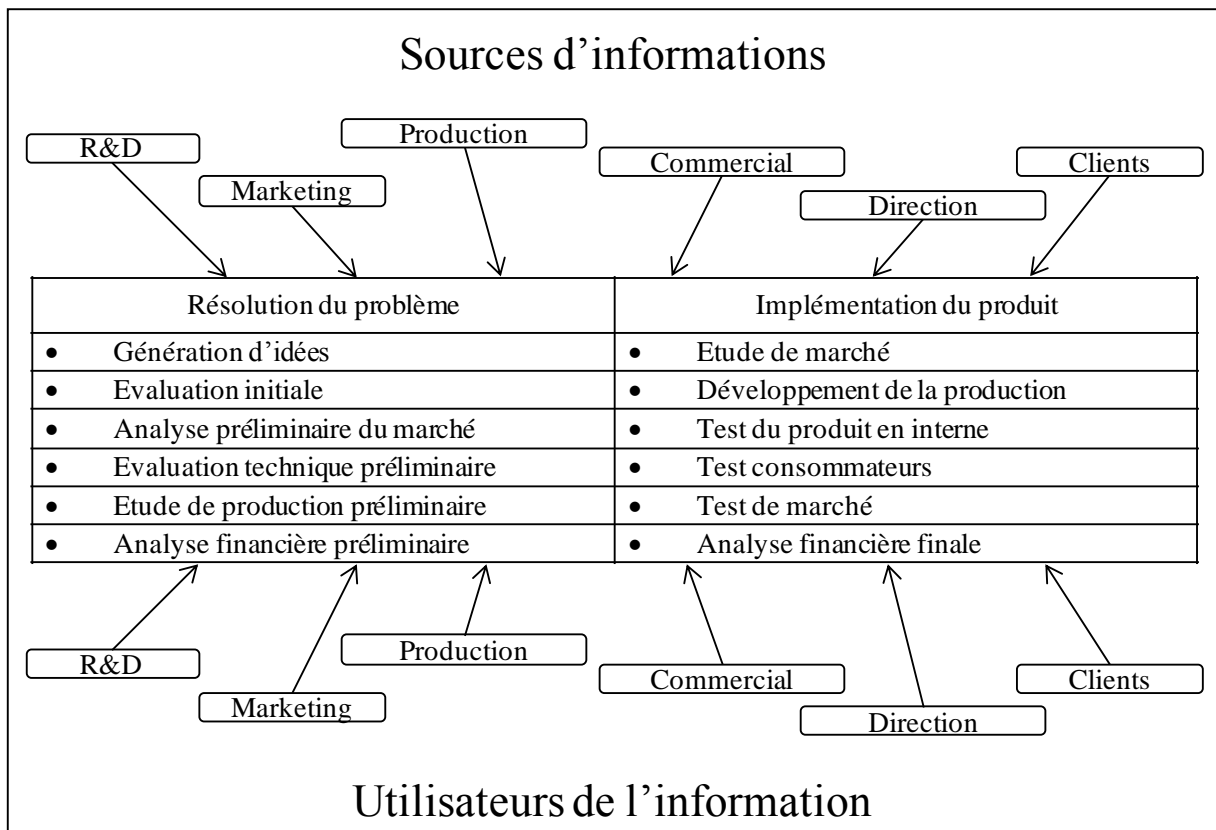 Sources d’informations
R&D
Production
Marketing
Commercial
Clients
Direction
Résolution du problème
Implémentation du produit
• Génération d’idées
• Etude de marché
• Evaluation initiale
• Développement de la production
• Analyse préliminaire du marché
• Test du produit en interne
• Evaluation technique préliminaire
• Test consommateurs
• Etude de production préliminaire
• Test de marché
• Analyse financière préliminaire
• Analyse financière finale
R&D
Production
Marketing
Commercial
Clients
Direction
Utilisateurs de l’information